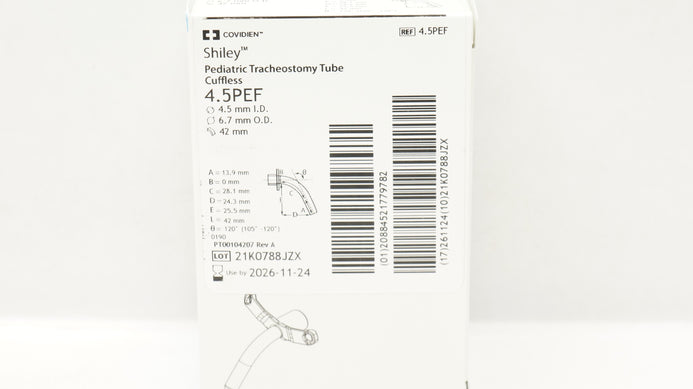 COVIDIEN™
REF 4.5PEF
Shiley™
Pediatric Tracheostomy Tube
Cuffless
4.5PEF
4.5 mm I.D.
6.7 mm O.D.
42 mm
A = 13.9 mm
B = 0 mm
C = 28.1 mm
D = 24.3 mm
E = 25.5 mm
L = 42 mm
θ = 120° (105° -120°)
0190
PT00104207 Rev A
LOT 21K0788JZX
Use by 2026-11-24
B
θ
C
A
D
(01)20884521779782
(17)261124(10)21K0788JZX